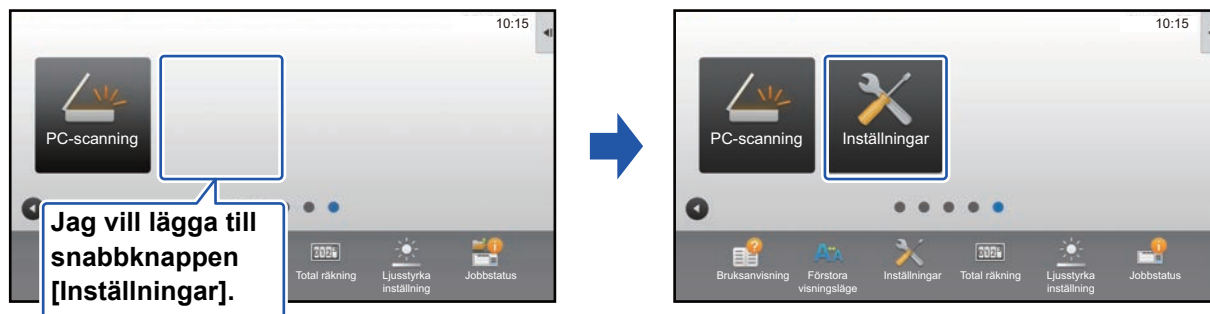 10:15
PC-scanning
Jag vill lägga till
snabbknappen
[Inställningar].
Total räkning
Ljusstyrka
inställning
Jobbstatus
10:15
PC-scanning
Inställningar
Bruksanvisning
Förstora
visningsläge
Inställningar
Total räkning
Ljusstyrka
inställning
Jobbstatus